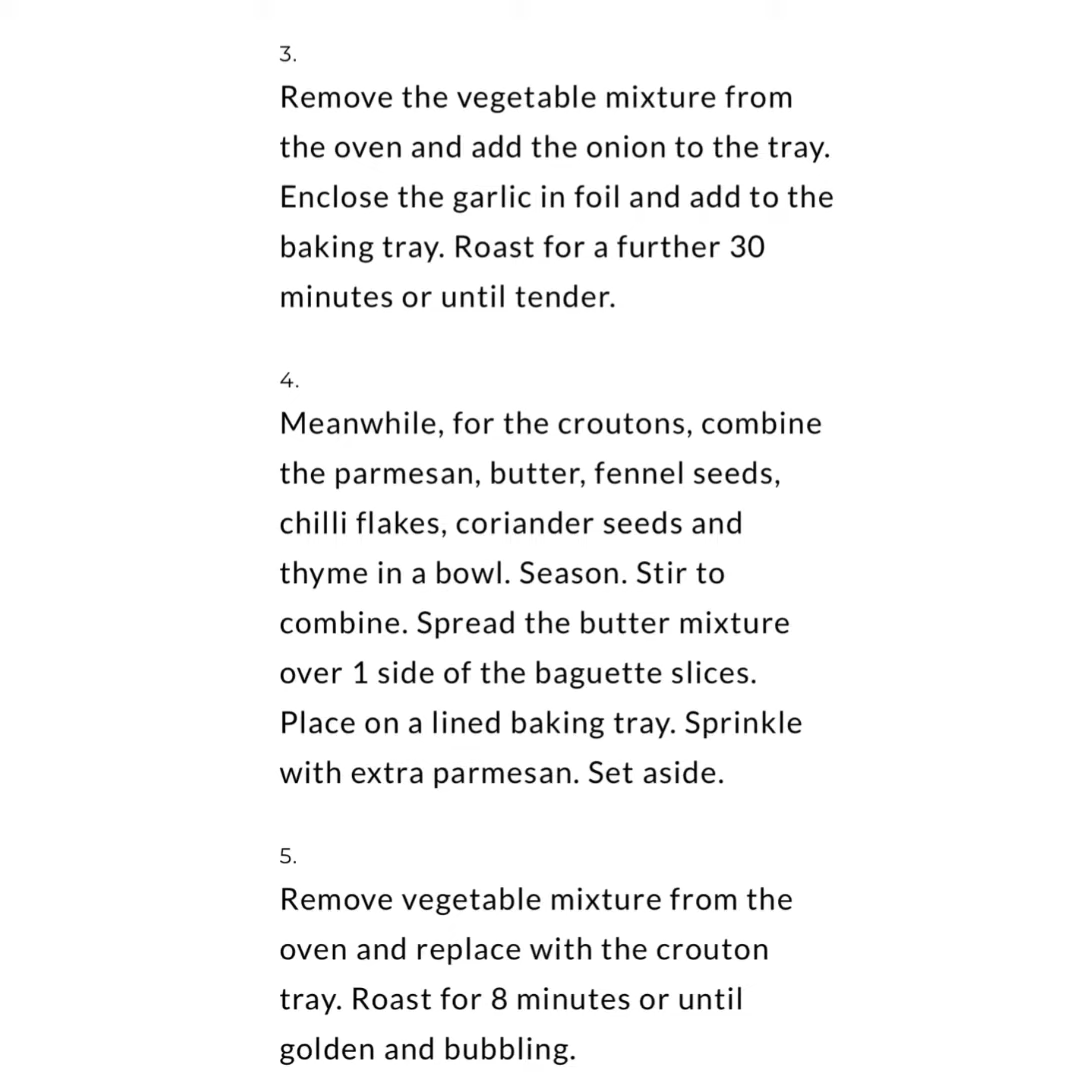 3.
Remove the vegetable mixture from
the oven and add the onion to the tray.
Enclose the garlic in foil and add to the
baking tray. Roast for a further 30
minutes or until tender.
4.
Meanwhile, for the croutons, combine
the parmesan, butter, fennel seeds,
chilli flakes, coriander seeds and
thyme in a bowl. Season. Stir to
combine. Spread the butter mixture
over 1 side of the baguette slices.
Place on a lined baking tray. Sprinkle
with extra parmesan. Set aside.
5.
Remove vegetable mixture from the
oven and replace with the crouton
tray. Roast for 8 minutes or until
golden and bubbling.